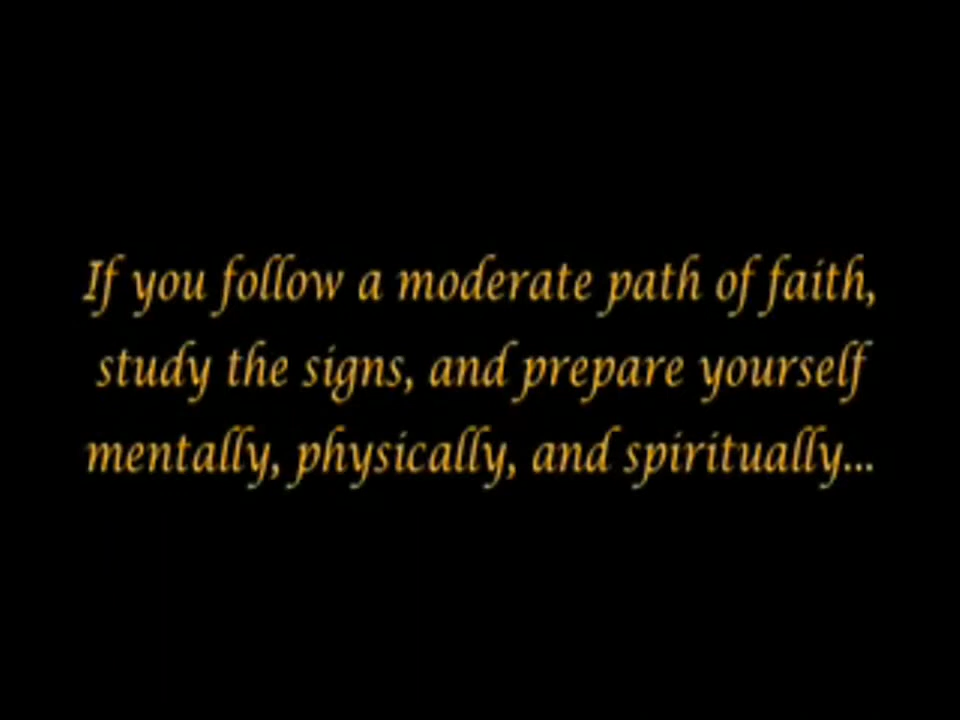 If you follow a moderate path of faith,
study the signs, and prepare yourself
mentally, physically, and spiritually...